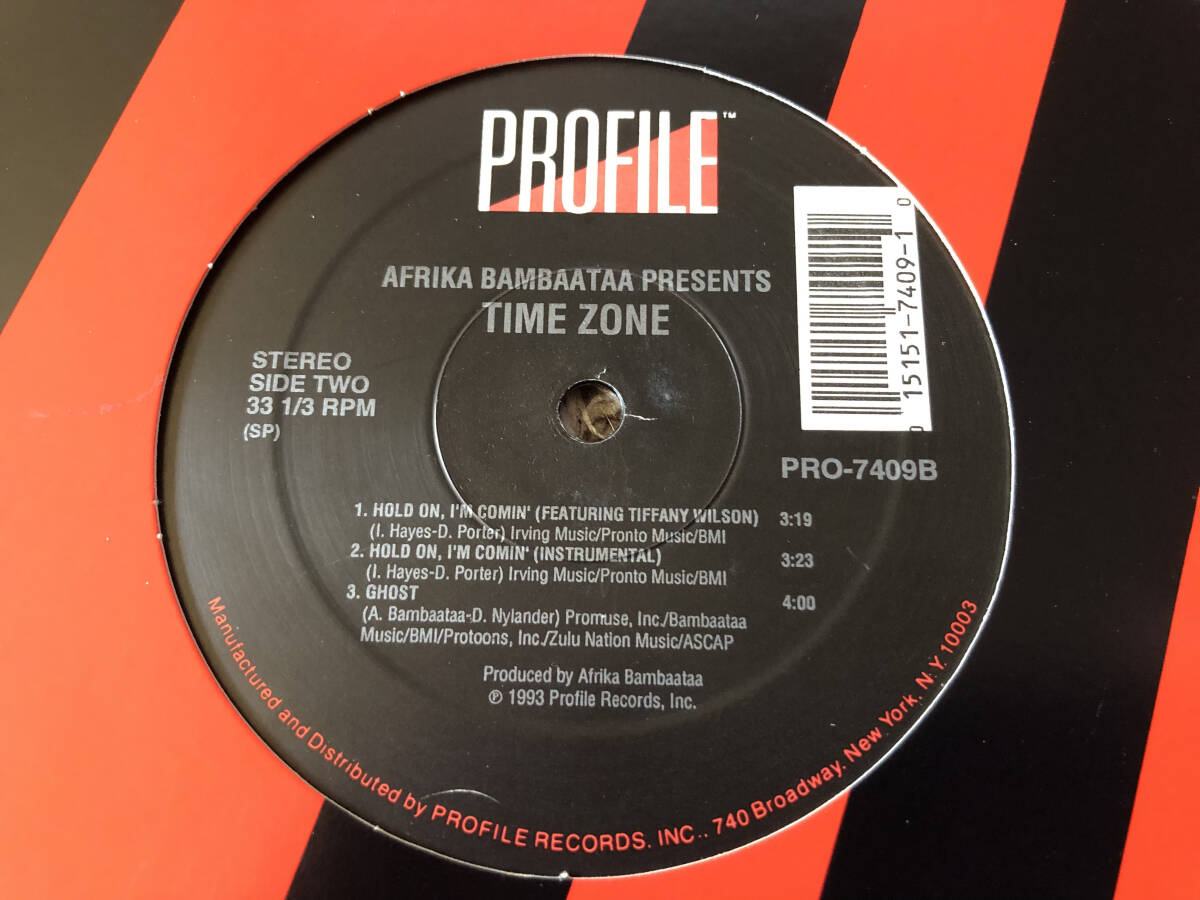 PROFILE™
AFRIKA BAMBAATAA PRESENTS
TIME ZONE
STEREO
SIDE TWO
33 1/3 RPM
(SP)
0 15151-7409-1 0
PRO-7409B
1. HOLD ON, I'M COMIN' (FEATURING TIFFANY WILSON) 3:19
(I. Hayes-D. Porter) Irving Music/Pronto Music/BMI
2. HOLD ON, I'M COMIN' (INSTRUMENTAL) 3:23
(I. Hayes-D. Porter) Irving Music/Pronto Music/BMI
3. GHOST 4:00
(A. Bambaataa-D. Nylander) Promuse, Inc./Bambaataa
Music/BMI/Protoons, Inc./Zulu Nation Music/ASCAP
Produced by Afrika Bambaataa
℗ 1993 Profile Records, Inc.
Manufactured and Distributed by PROFILE RECORDS, INC., 740 Broadway, New York, N.Y. 10003